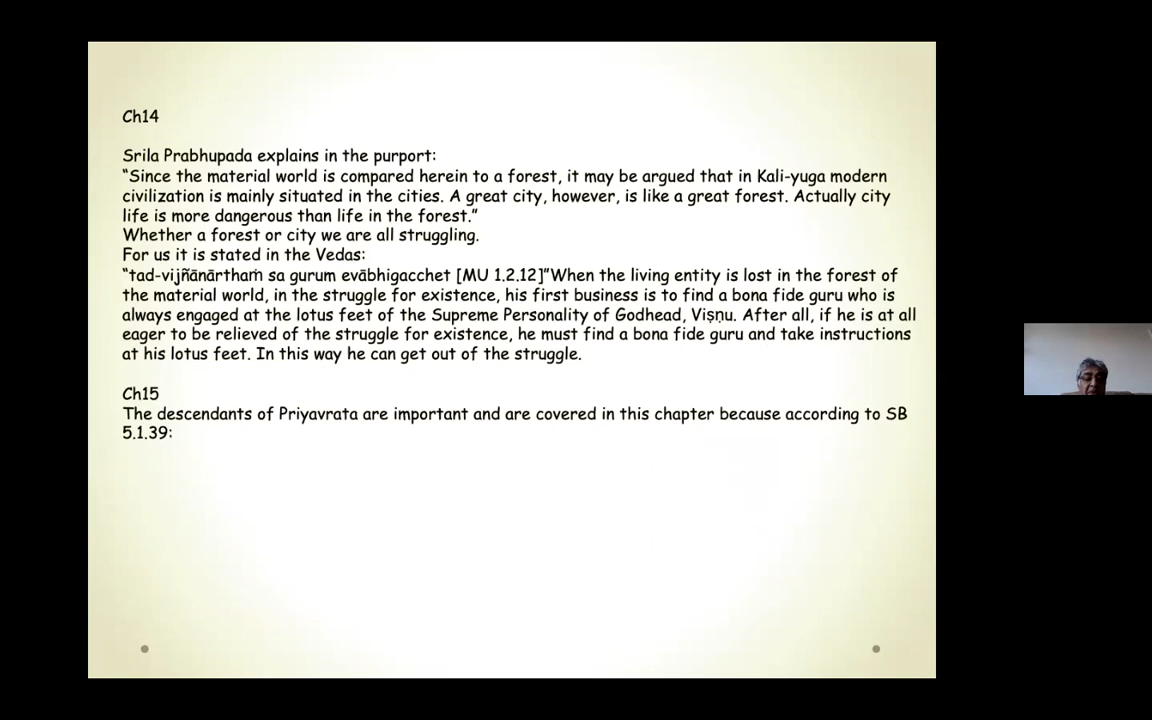 Ch14
Srila Prabhupada explains in the purport:
“Since the material world is compared herein to a forest, it may be argued that in Kali-yuga modern
civilization is mainly situated in the cities. A great city, however, is like a great forest. Actually city
life is more dangerous than life in the forest.”
Whether a forest or city we are all struggling.
For us it is stated in the Vedas:
“tad-vijñānārthaṁ sa gurum evābhigacchet [MU 1.2.12]”When the living entity is lost in the forest of
the material world, in the struggle for existence, his first business is to find a bona fide guru who is
always engaged at the lotus feet of the Supreme Personality of Godhead, Viṣṇu. After all, if he is at all
eager to be relieved of the struggle for existence, he must find a bona fide guru and take instructions
at his lotus feet. In this way he can get out of the struggle.
Ch15
The descendants of Priyavrata are important and are covered in this chapter because according to SB
5.1.39: